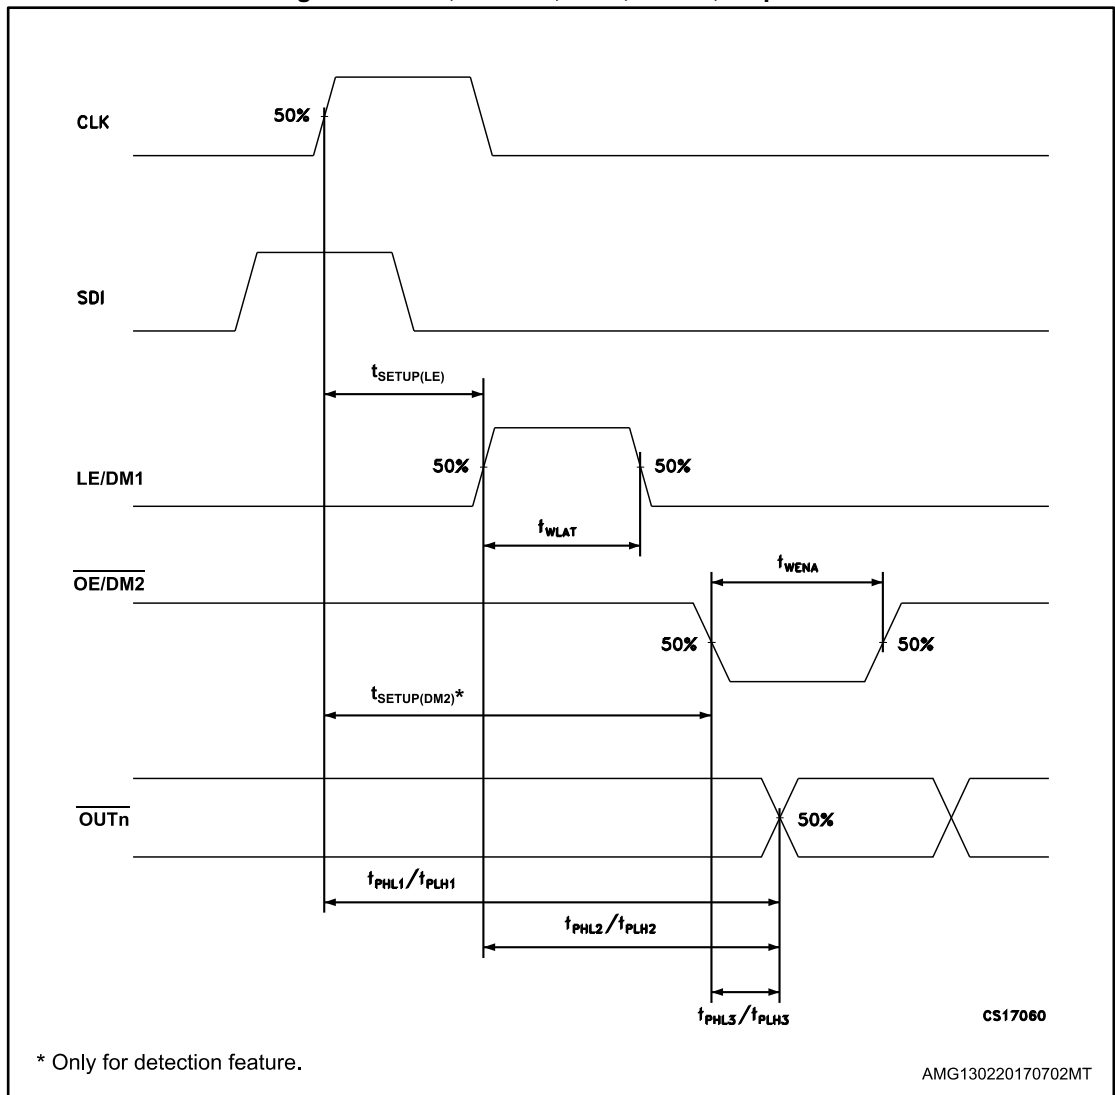 CLK
50%
SDI
tSETUP(LE)
LE/DM1
50%
50%
tWLAT
OE/DM2
tWENA
50%
50%
tSETUP(DM2)*
OUTn
50%
tPHL1/tPLH1
tPHL2/tPLH2
tPHL3/tPLH3
CS17060
* Only for detection feature.
AMG130220170702MT